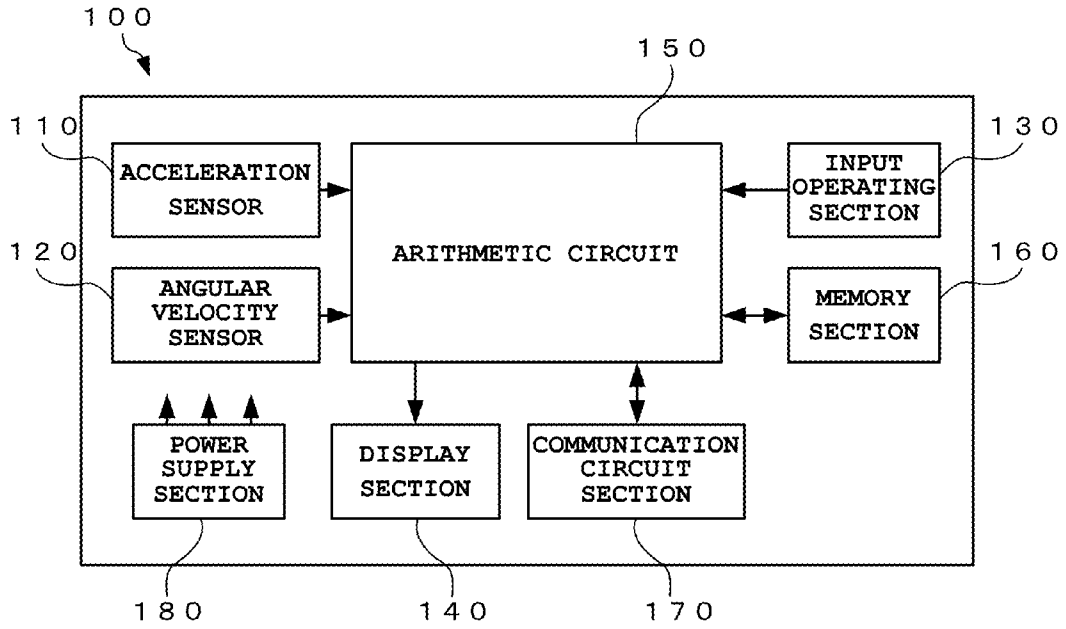 100
150
110
ACCELERATION
SENSOR
130
INPUT
OPERATING
SECTION
ARITHMETIC CIRCUIT
120
ANGULAR
VELOCITY
SENSOR
160
MEMORY
SECTION
POWER
SUPPLY
SECTION
DISPLAY
SECTION
COMMUNICATION
CIRCUIT
SECTION
180
140
170